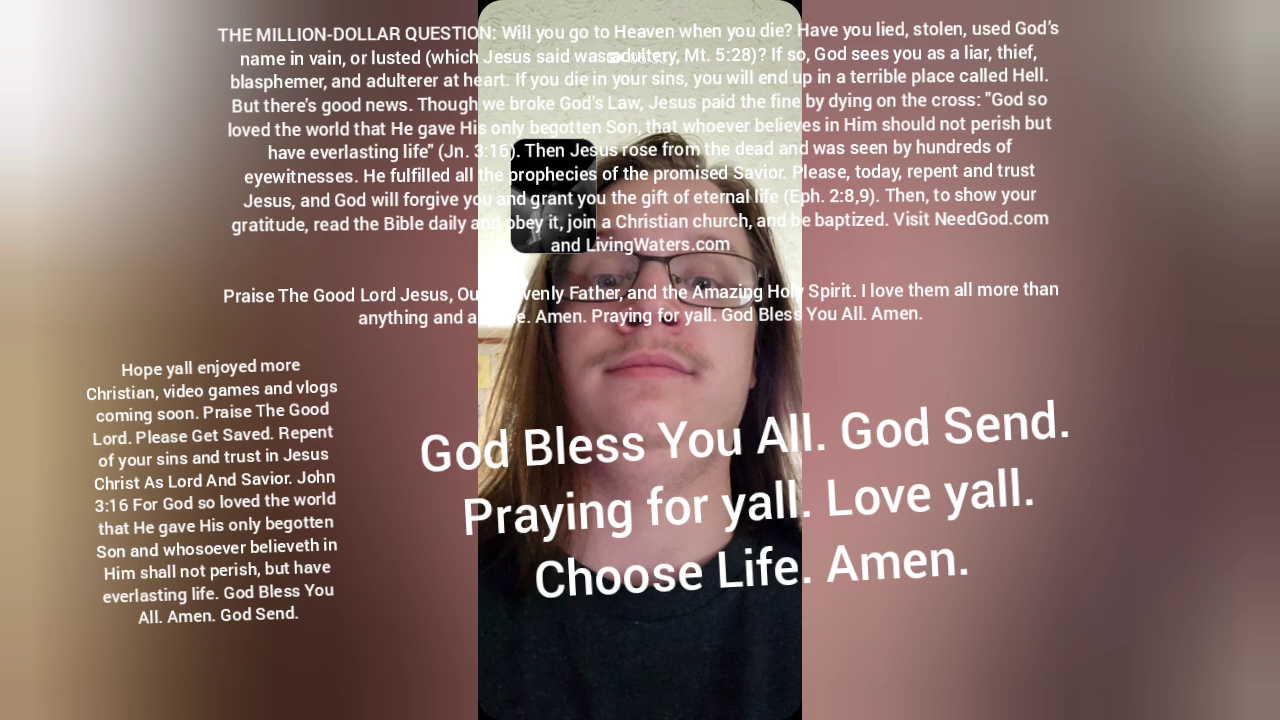 THE MILLION-DOLLAR QUESTION: Will you go to Heaven when you die? Have you lied, stolen, used God's
name in vain, or lusted (which Jesus said was adultery, Mt. 5:28)? If so, God sees you as a liar, thief,
blasphemer, and adulterer at heart. If you die in your sins, you will end up in a terrible place called Hell.
But there's good news. Though we broke God's Law, Jesus paid the fine by dying on the cross: "God so
loved the world that He gave His only begotten Son, that whoever believes in Him should not perish but
have everlasting life" (Jn. 3:16). Then Jesus rose from the dead and was seen by hundreds of
eyewitnesses. He fulfilled all the prophecies of the promised Savior. Please, today, repent and trust
Jesus, and God will forgive you and grant you the gift of eternal life (Eph. 2:8,9). Then, to show your
gratitude, read the Bible daily and obey it, join a Christian church, and be baptized. Visit NeedGod.com
and LivingWaters.com
Praise The Good Lord Jesus, Our Heavenly Father, and the Amazing Holy Spirit. I love them all more than
anything and anyone. Amen. Praying for yall. God Bless You All. Amen.
Hope yall enjoyed more
Christian, video games and vlogs
coming soon. Praise The Good
Lord. Please Get Saved. Repent
of your sins and trust in Jesus
Christ As Lord And Savior. John
3:16 For God so loved the world
that He gave His only begotten
Son and whosoever believeth in
Him shall not perish, but have
everlasting life. God Bless You
All. Amen. God Send.
God Bless You All. God Send.
Praying for yall. Love yall.
Choose Life. Amen.